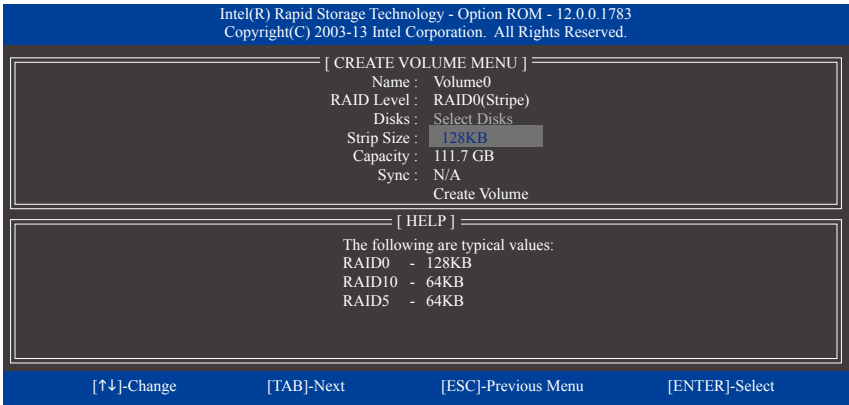 Intel(R) Rapid Storage Technology - Option ROM - 12.0.0.1783
Copyright(C) 2003-13 Intel Corporation. All Rights Reserved.
[ CREATE VOLUME MENU ]
Name : Volume0
RAID Level : RAID0(Stripe)
Disks : Select Disks
Strip Size : 128KB
Capacity : 111.7 GB
Sync : N/A
Create Volume
[ HELP ]
The following are typical values:
RAID0 - 128KB
RAID10 - 64KB
RAID5 - 64KB
[↑↓]-Change [TAB]-Next [ESC]-Previous Menu [ENTER]-Select